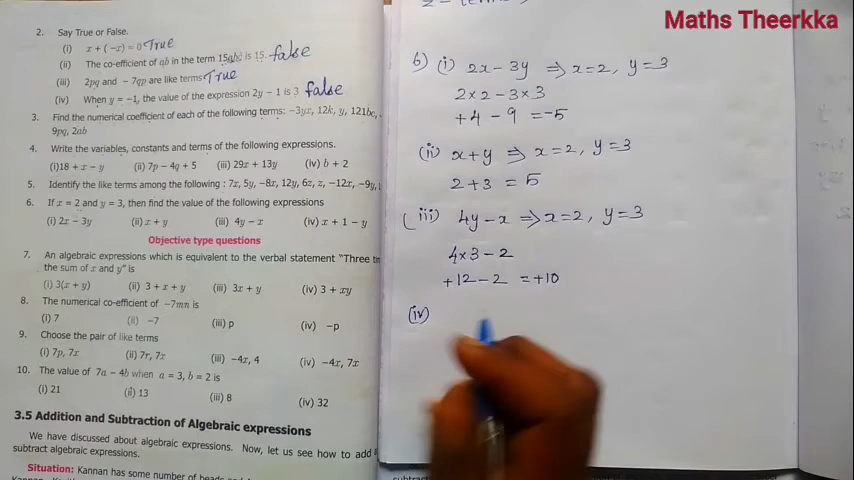 Maths Theerkka
2. Say True or False.
(i) x + (-x) = 0 True
(ii) The co-efficient of ab in the term 15abc is 15. false
(iii) 2pq and - 7qp are like terms True
(iv) When y = -1, the value of the expression 2y - 1 is 3 false
3. Find the numerical coefficient of each of the following terms: -3yx, 12k, y, 121bc,
9pq, 2ab
4. Write the variables, constants and terms of the following expressions.
(i)18 + x - y (ii) 7p - 4q + 5 (iii) 29x + 13y (iv) b + 2
5. Identify the like terms among the following : 7x, 5y, -8x, 12y, 6z, z, -12x, -9y,
6. If x = 2 and y = 3, then find the value of the following expressions
(i) 2x - 3y (ii) x + y (iii) 4y - x (iv) x + 1 - y
Objective type questions
7. An algebraic expressions which is equivalent to the verbal statement "Three
the sum of x and y" is
(i) 3(x + y) (ii) 3 + x + y (iii) 3x + y (iv) 3 + xy
8. The numerical co-efficient of -7mn is
(i) 7 (ii) -7 (iii) p (iv) -p
9. Choose the pair of like terms
(i) 7p, 7x (ii) 7r, 7x (iii) -4x, 4 (iv) -4x, 7x
10. The value of 7a - 4b when a = 3, b = 2 is
(i) 21 (ii) 13 (iii) 8 (iv) 32
3.5 Addition and Subtraction of Algebraic expressions
We have discussed about algebraic expressions. Now, let us see how to add
subtract algebraic expressions.
Situation: Kannan has some number of beads and
6) (i) 2x - 3y ⇒ x = 2, y = 3
2 × 2 - 3 × 3
+4 - 9 = -5
(ii) x + y ⇒ x = 2, y = 3
2 + 3 = 5
(iii) 4y - x ⇒ x = 2, y = 3
4 × 3 - 2
+12 - 2 = +10
(iv)